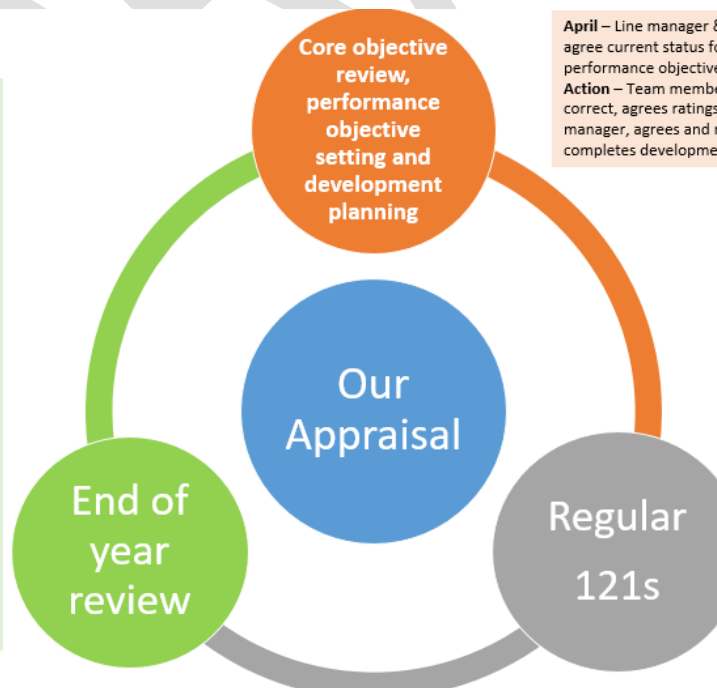 Core objective
review,
performance
objective
setting and
development
planning
April – Line manager &
agree current status fo
performance objective
Action – Team membe
correct, agrees ratings
manager, agrees and
completes developme
Our
Appraisal
End of
year
review
Regular
121s